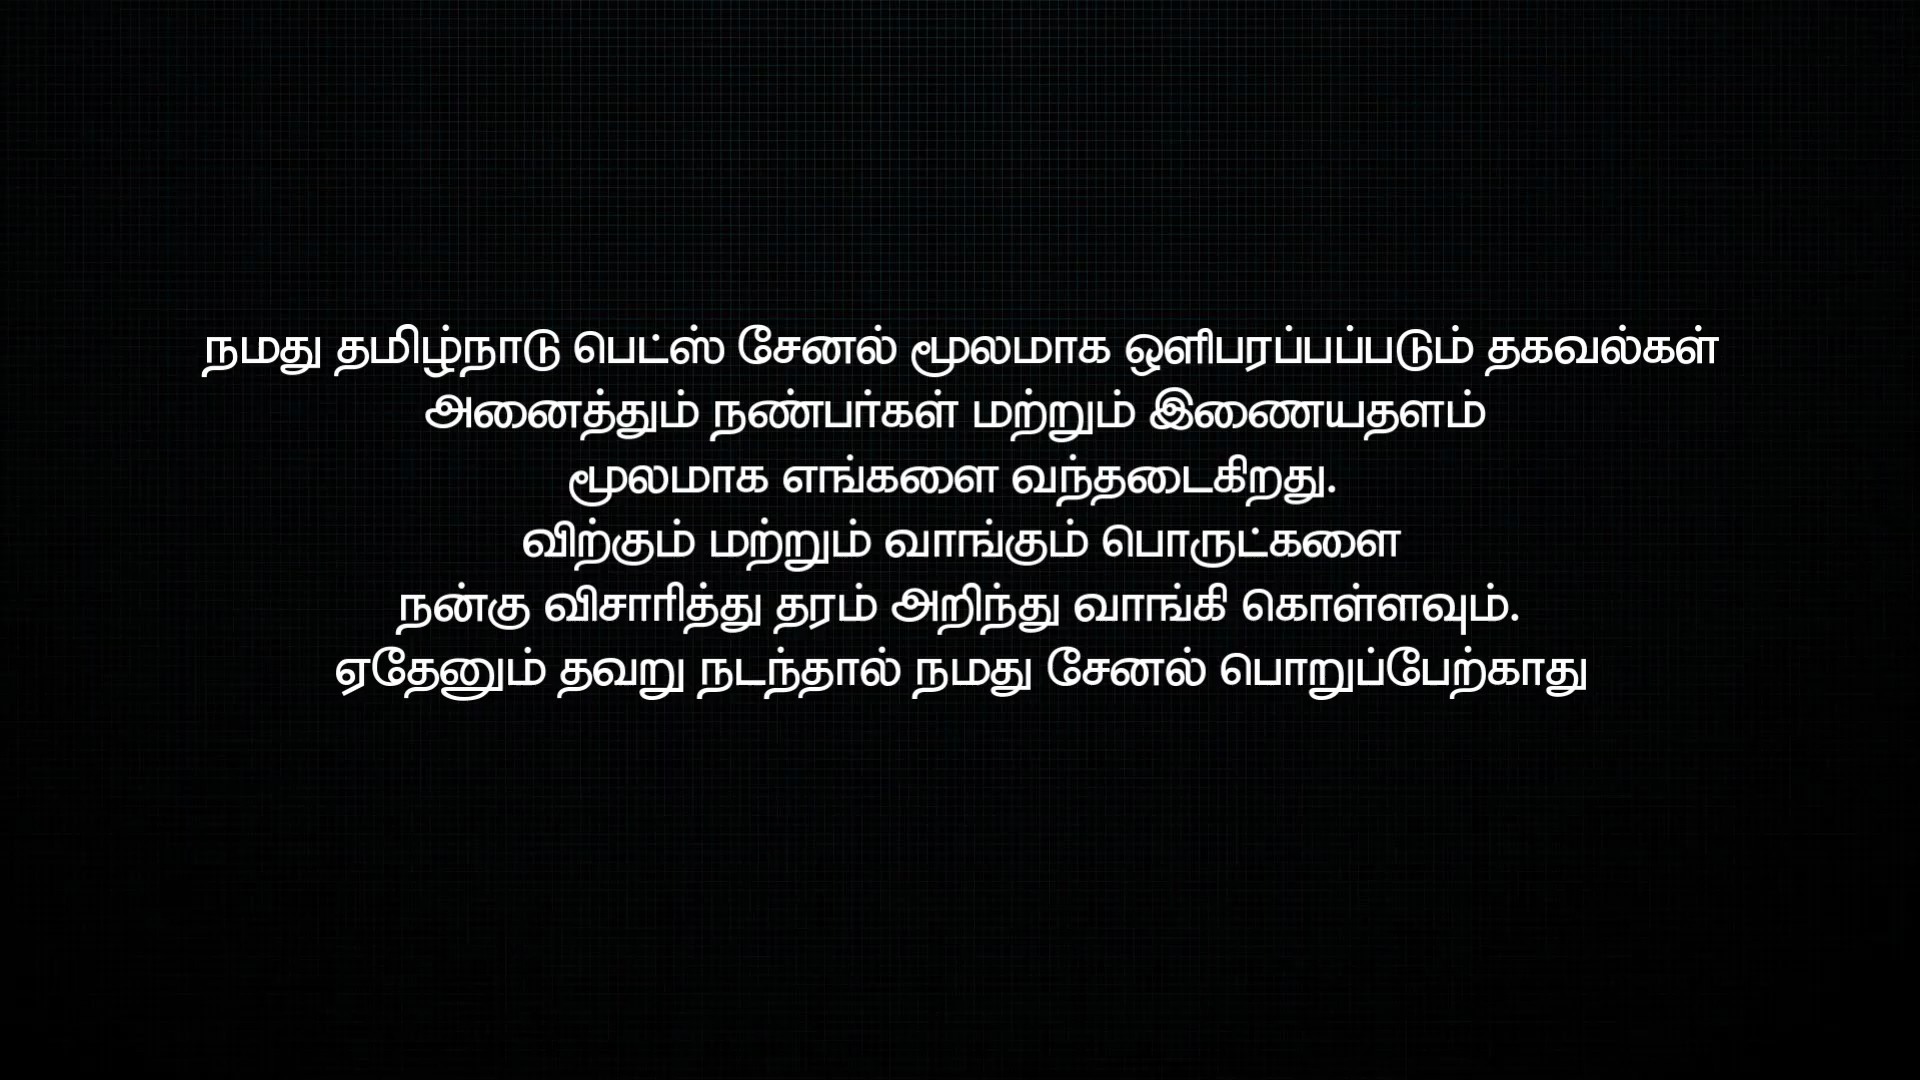 நமது தமிழ்நாடு பெட்ஸ் சேனல் மூலமாக ஒளிபரப்பப்படும் தகவல்கள்
அனைத்தும் நண்பர்கள் மற்றும் இணையதளம்
மூலமாக எங்களை வந்தடைகிறது.
விற்கும் மற்றும் வாங்கும் பொருட்களை
நன்கு விசாரித்து தரம் அறிந்து வாங்கி கொள்ளவும்.
ஏதேனும் தவறு நடந்தால் நமது சேனல் பொறுப்பேற்காது